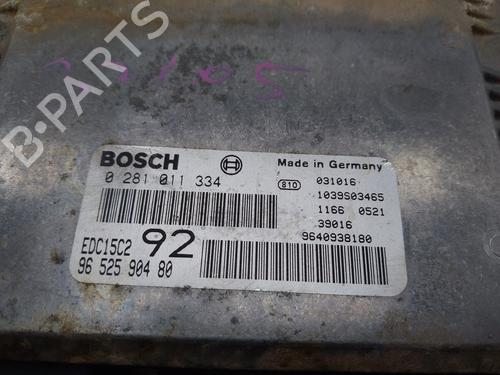 B-PARTS
BOSCH
Made in Germany
0 281 011 334
810
031016
1039S03465
1166 0521
39016
9640938180
EDC15C2
92
96 525 904 80